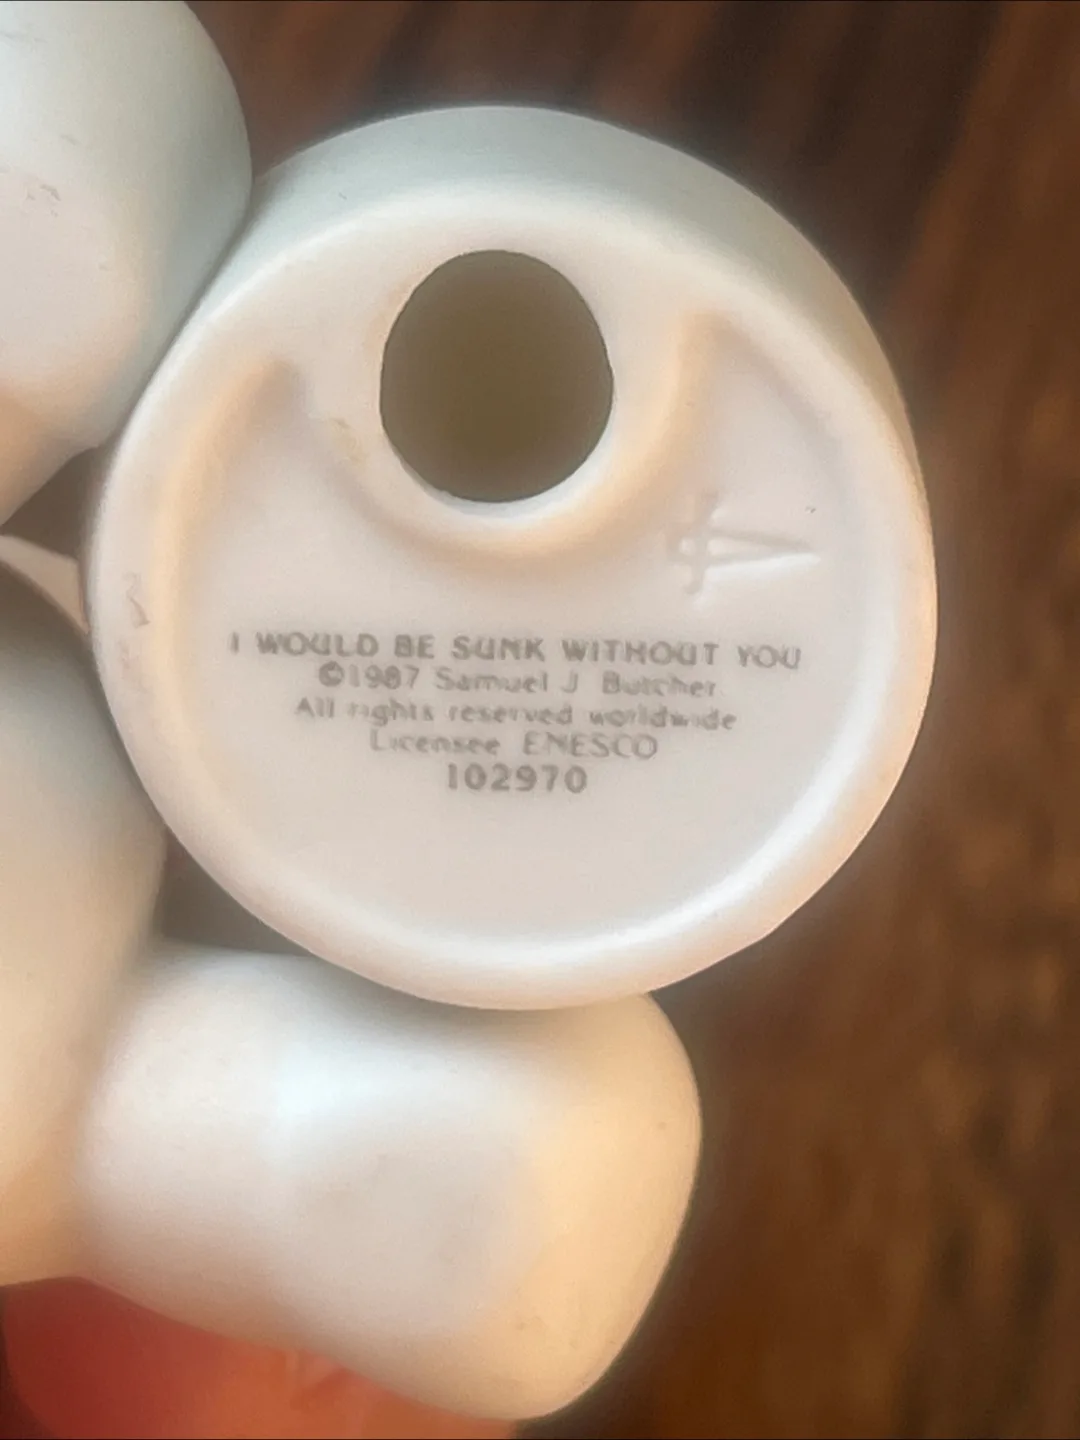 I WOULD BE SUNK WITHOUT YOU
©1987 Samuel J Butcher
All rights reserved worldwide
Licensee ENESCO
102970